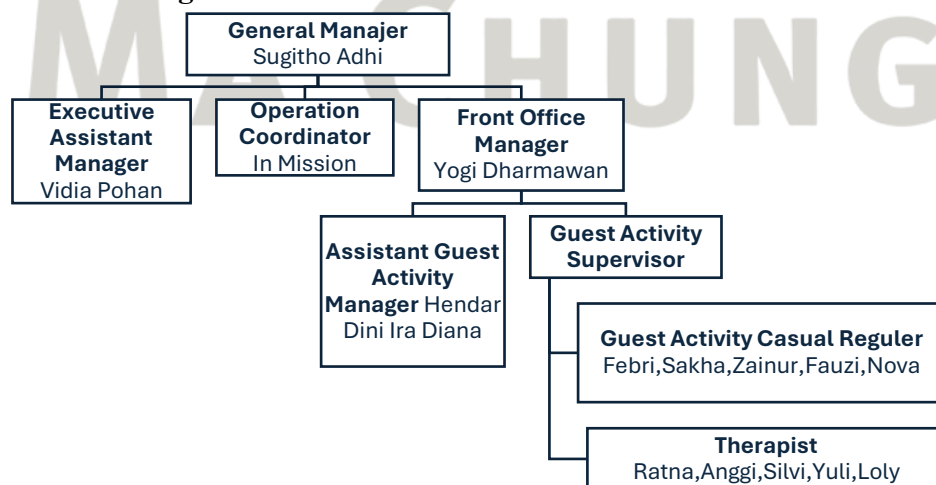 MA CHUNG
General Manajer
Sugitho Adhi
Executive
Assistant
Manager
Vidia Pohan
Operation
Coordinator
In Mission
Front Office
Manager
Yogi Dharmawan
Assistant Guest
Activity
Manager Hendar
Dini Ira Diana
Guest Activity
Supervisor
Guest Activity Casual Reguler
Febri,Sakha,Zainur,Fauzi,Nova
Therapist
Ratna,Anggi,Silvi,Yuli,Loly